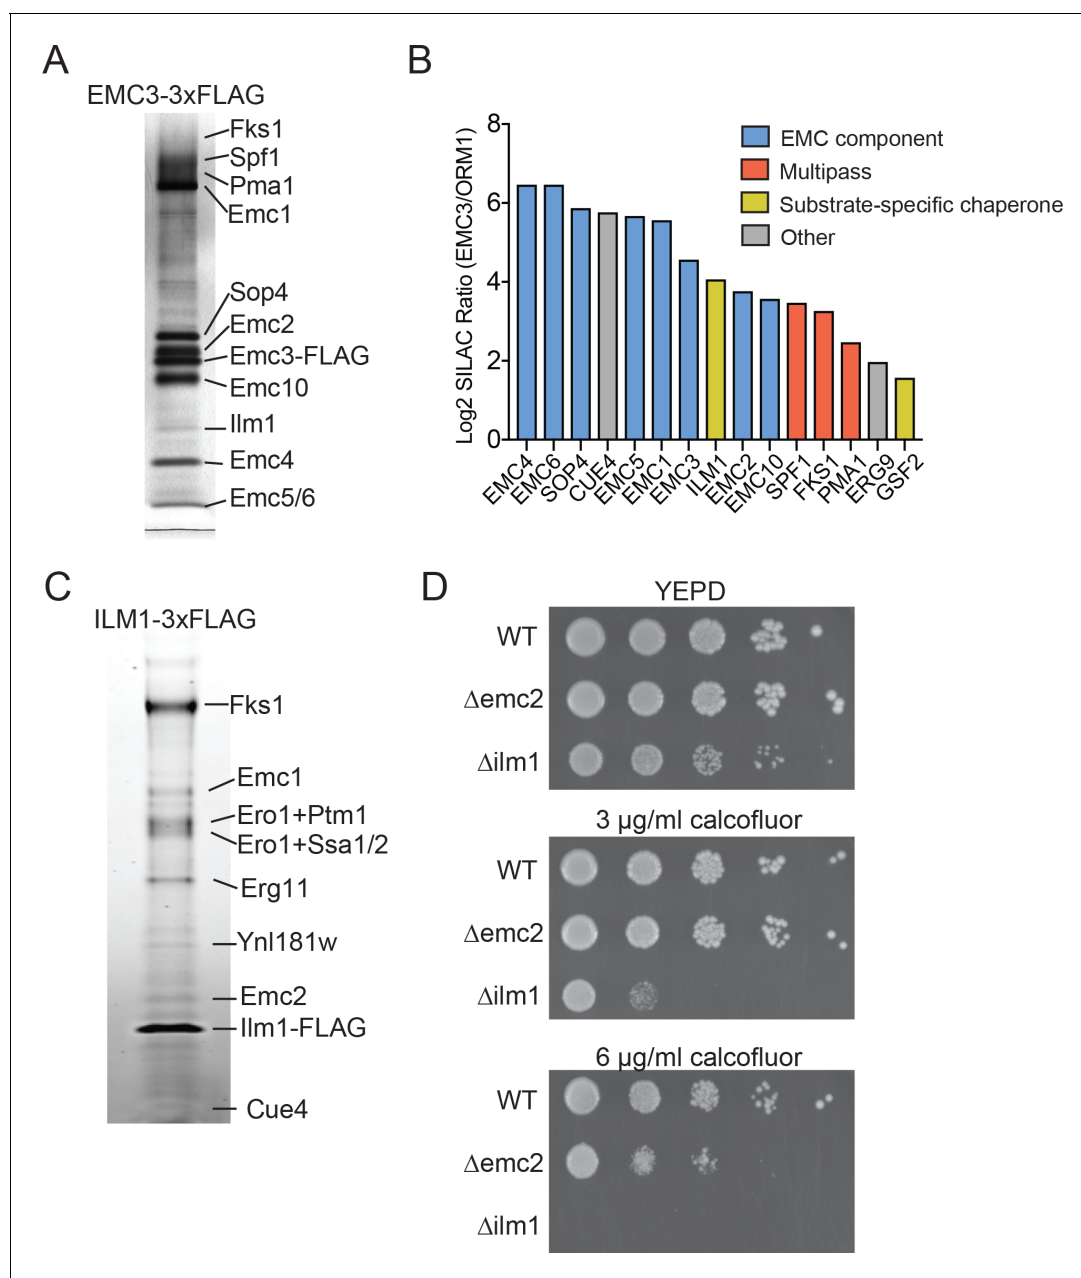 A
EMC3-3xFLAG
Fks1
Spf1
Pma1
Emc1
Sop4
Emc2
Emc3-FLAG
Emc10
Ilm1
Emc4
Emc5/6
B
Log2 SILAC Ratio (EMC3/ORM1)
8
6
4
2
0
EMC component
Multipass
Substrate-specific chaperone
Other
EMC4
EMC6
SOP4
CUE4
EMC5
EMC1
EMC3
ILM1
EMC2
EMC10
SPF1
FKS1
PMA1
ERG9
GSF2
C
ILM1-3xFLAG
Fks1
Emc1
Ero1+Ptm1
Ero1+Ssa1/2
Erg11
Ynl181w
Emc2
Ilm1-FLAG
Cue4
D
YEPD
WT
Δemc2
Δilm1
3 µg/ml calcofluor
WT
Δemc2
Δilm1
6 µg/ml calcofluor
WT
Δemc2
Δilm1